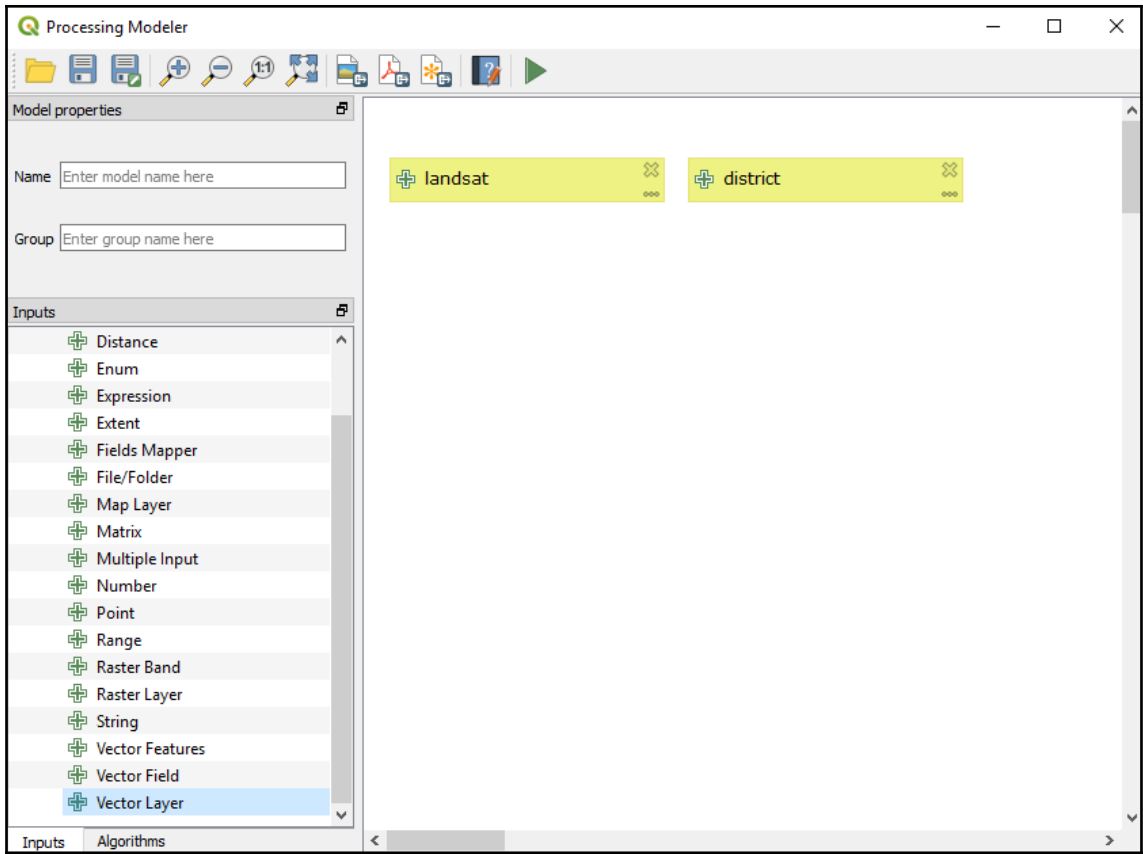 Processing Modeler
1:1
Model properties
Name Enter model name here
Group Enter group name here
Inputs
Distance
Enum
Expression
Extent
Fields Mapper
File/Folder
Map Layer
Matrix
Multiple Input
Number
Point
Range
Raster Band
Raster Layer
String
Vector Features
Vector Field
Vector Layer
Inputs Algorithms
landsat
district